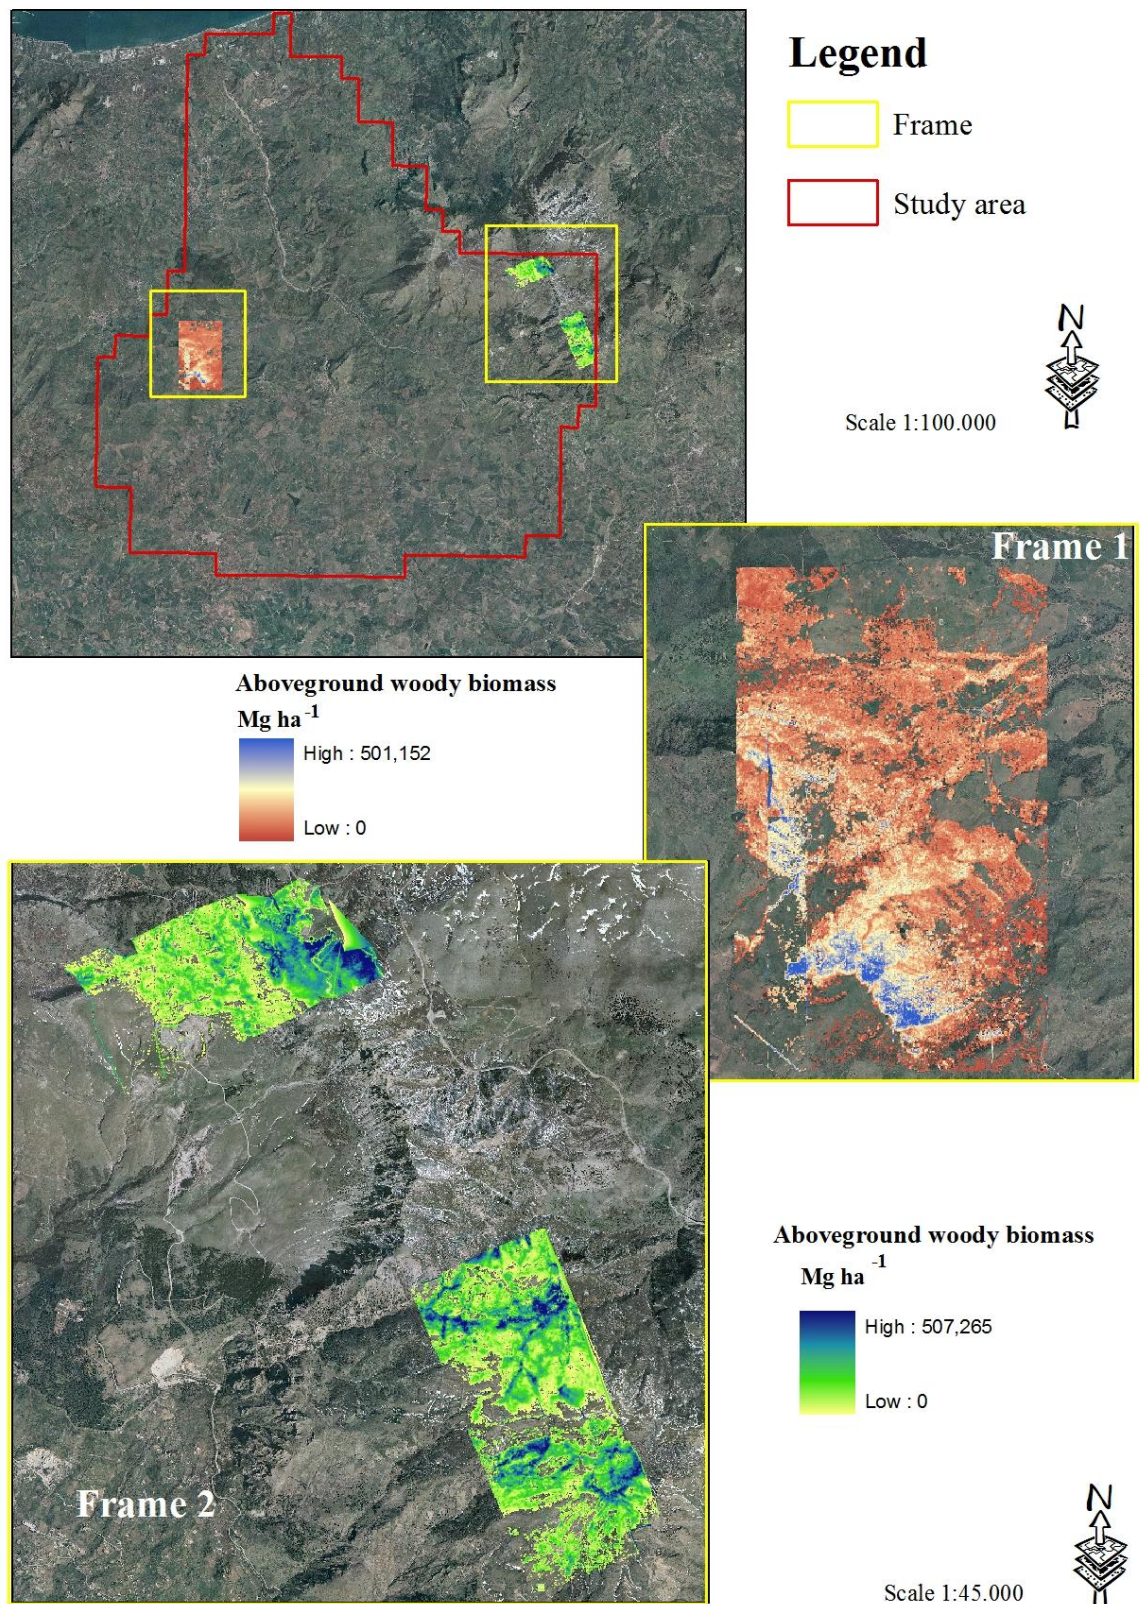 Legend
Frame
Study area
N
Scale 1:100.000
Frame 1
Aboveground woody biomass
Mg ha -1
High : 501,152
Low : 0
Frame 2
Aboveground woody biomass
Mg ha -1
High : 507,265
Low : 0
N
Scale 1:45.000